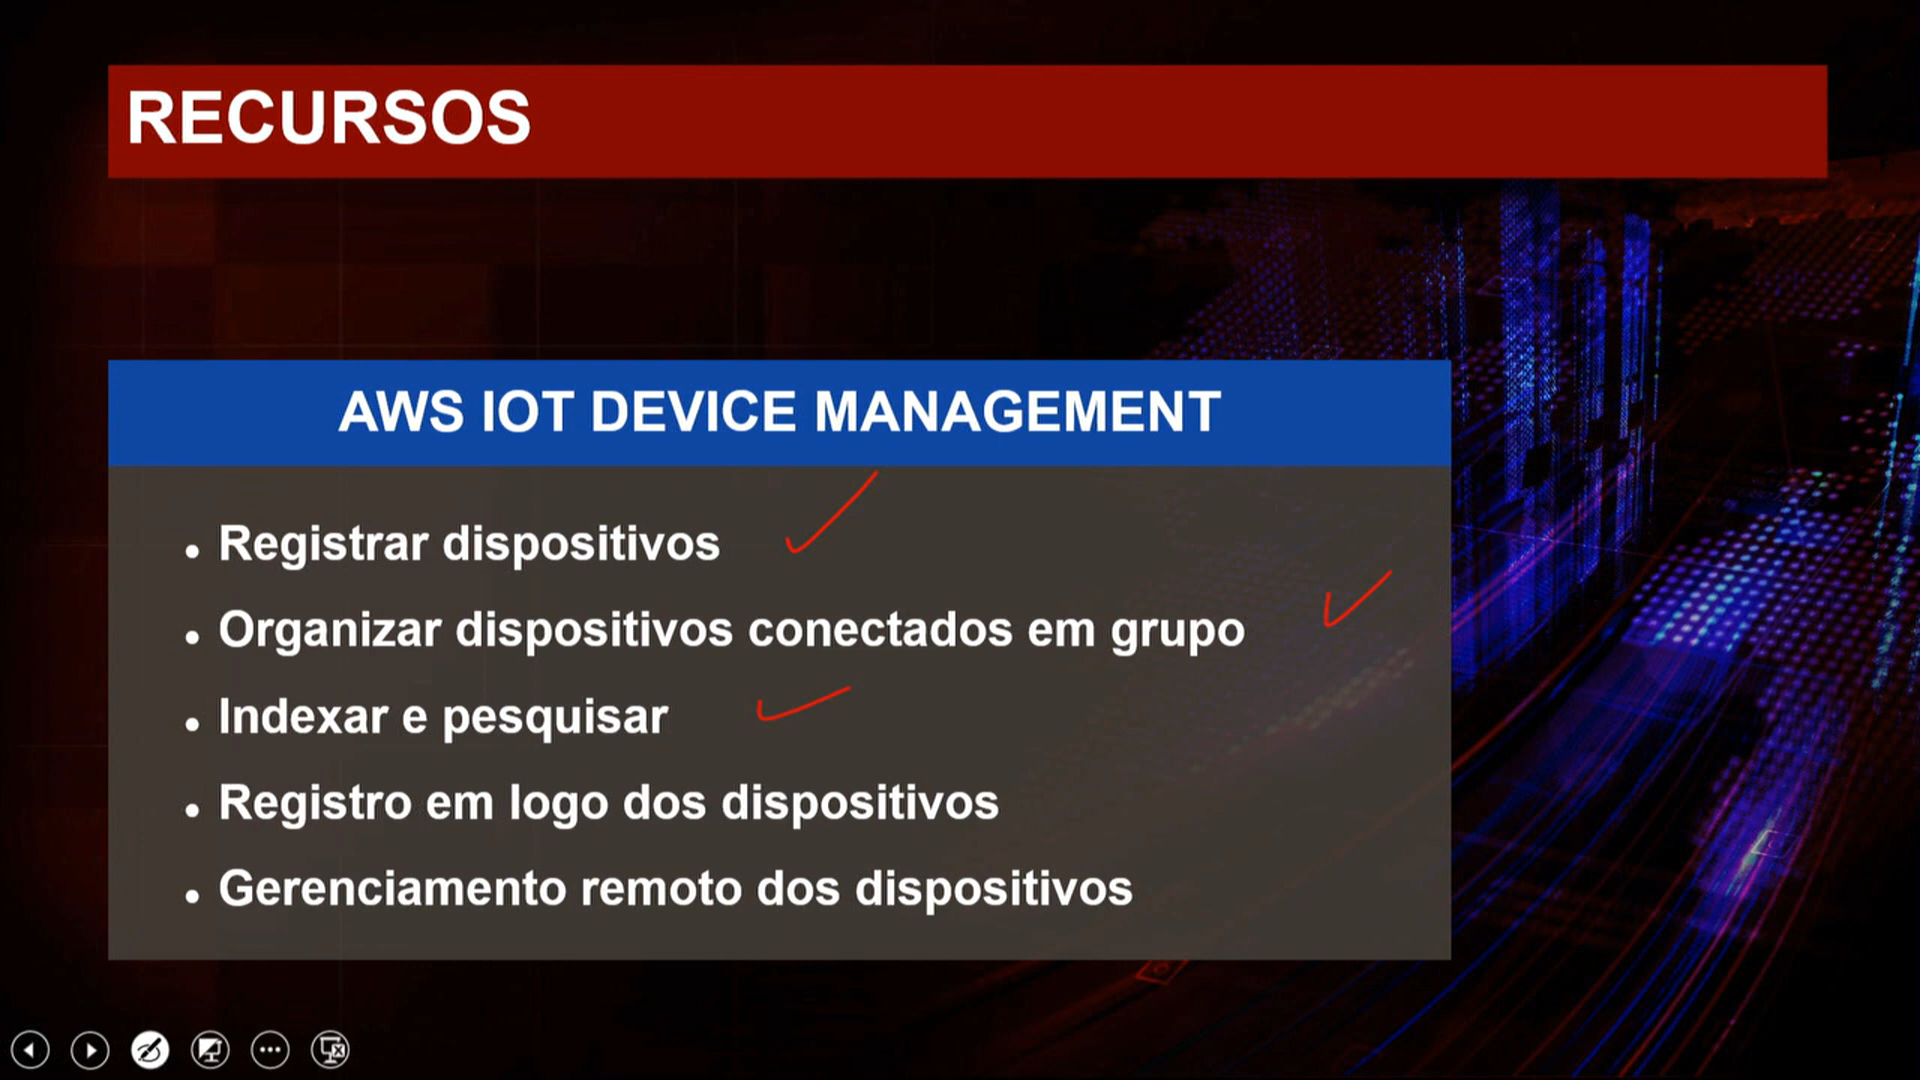 RECURSOS
AWS IOT DEVICE MANAGEMENT
• Registrar dispositivos
• Organizar dispositivos conectados em grupo
• Indexar e pesquisar
• Registro em logo dos dispositivos
• Gerenciamento remoto dos dispositivos